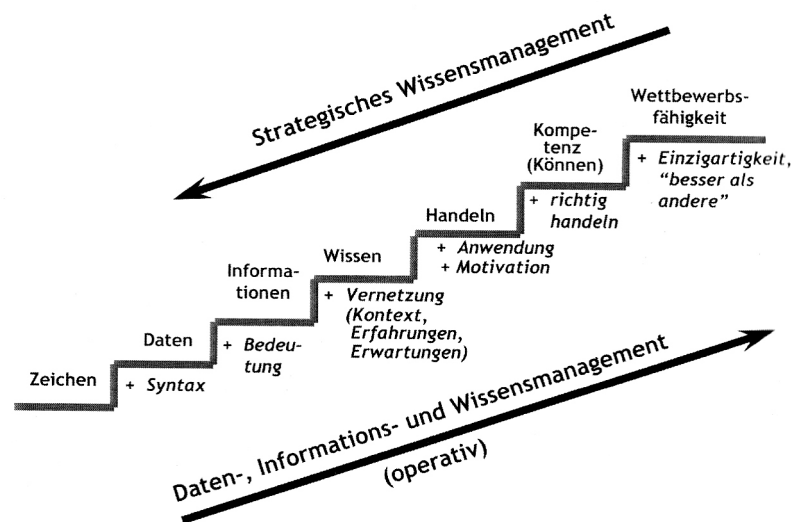 Strategisches Wissensmanagement
Wettbewerbs-
fähigkeit
+ Einzigartigkeit,
“besser als
andere”
Kompe-
tenz
(Können)
+ richtig
handeln
Handeln
+ Anwendung
+ Motivation
Wissen
+ Vernetzung
(Kontext,
Erfahrungen,
Erwartungen)
Informa-
tionen
+ Bedeu-
tung
Daten
+ Syntax
Zeichen
Daten-, Informations- und Wissensmanagement
(operativ)